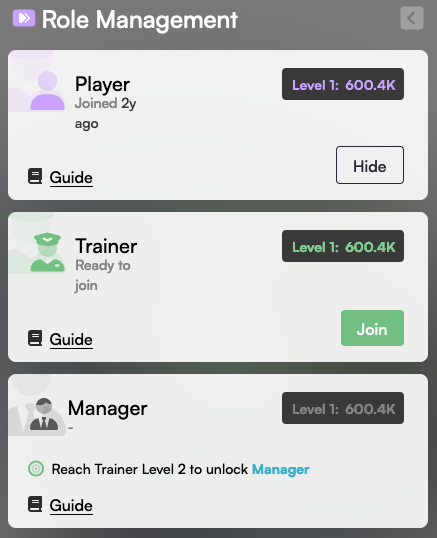 Role Management
Player
Level 1: 600.4K
Joined 2y
ago
Guide
Hide
Trainer
Level 1: 600.4K
Ready to
join
Guide
Join
Manager
Level 1: 600.4K
-
Reach Trainer Level 2 to unlock Manager
Guide